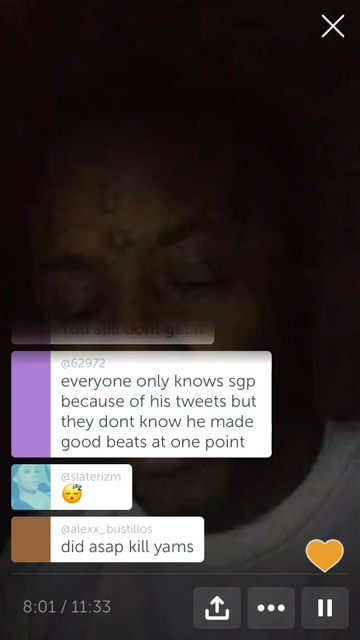 You still dont get it
@62972
everyone only knows sgp
because of his tweets but
they dont know he made
good beats at one point
@slaterizm
😴
@alexx_bustillos
did asap kill yams
8:01 / 11:33